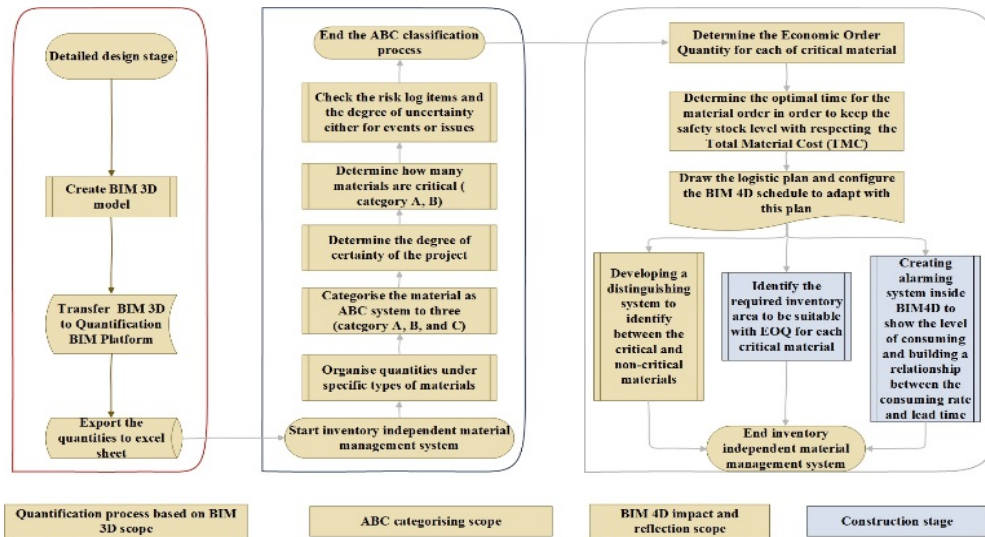 Detailed design stage
Create BIM 3D
model
Transfer BIM 3D
to Quantification
BIM Platform
Export the
quantities to excel
sheet
End the ABC classification
process
Check the risk log items and
the degree of uncertainty
either for events or issues
Determine how many
materials are critical (
category A, B)
Determine the degree of
certainty of the project
Categorise the material as
ABC system to three
(category A, B, and C)
Organise quantities under
specific types of materials
Start inventory independent material
management system
Determine the Economic Order
Quantity for each of critical material
Determine the optimal time for the
material order in order to keep the
safety stock level with respecting the
Total Material Cost (TMC)
Draw the logistic plan and configure
the BIM 4D schedule to adapt with
this plan
Developing a
distinguishing system
to identify
between the
critical and
non-critical
materials
Identify the
required inventory
area to be suitable
with EOQ for each
critical material
Creating
alarming
system inside
BIM4D to
show the level
of consuming
and building a
relationship
between the
consuming rate
and lead time
End inventory
independent material
management system
Quantification process based on BIM
3D scope
ABC categorising scope
BIM 4D impact and
reflection scope
Construction stage